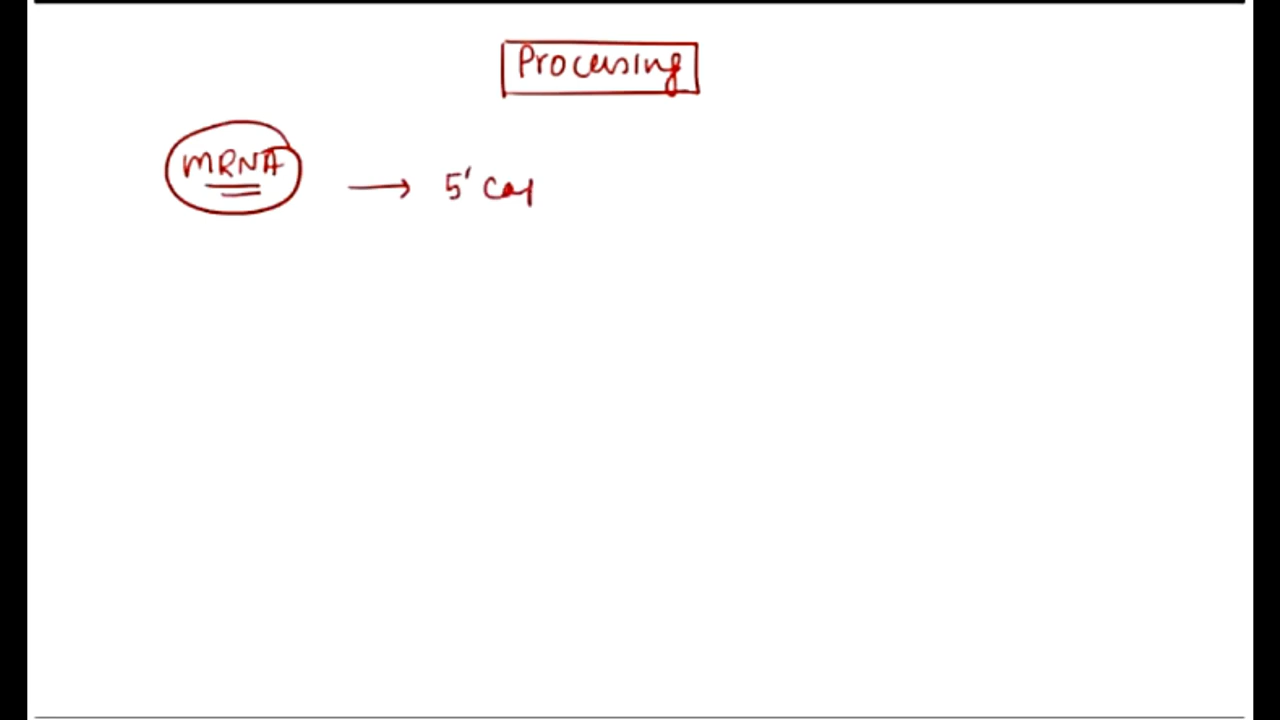 Processing
mRNA → 5' Cap